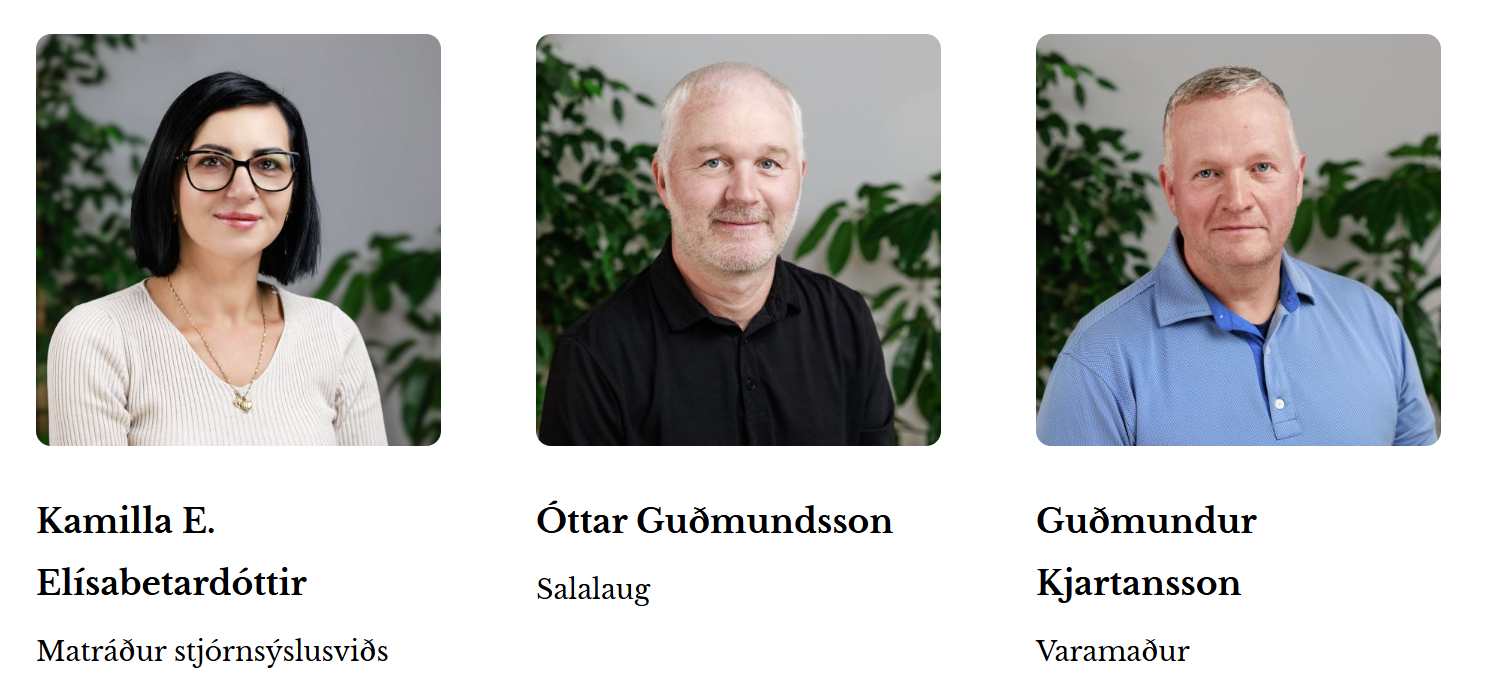 Kamilla E.
Elísabetardóttir
Matráður stjórnsýslusviðs
Óttar Guðmundsson
Salalaug
Guðmundur
Kjartansson
Varamaður